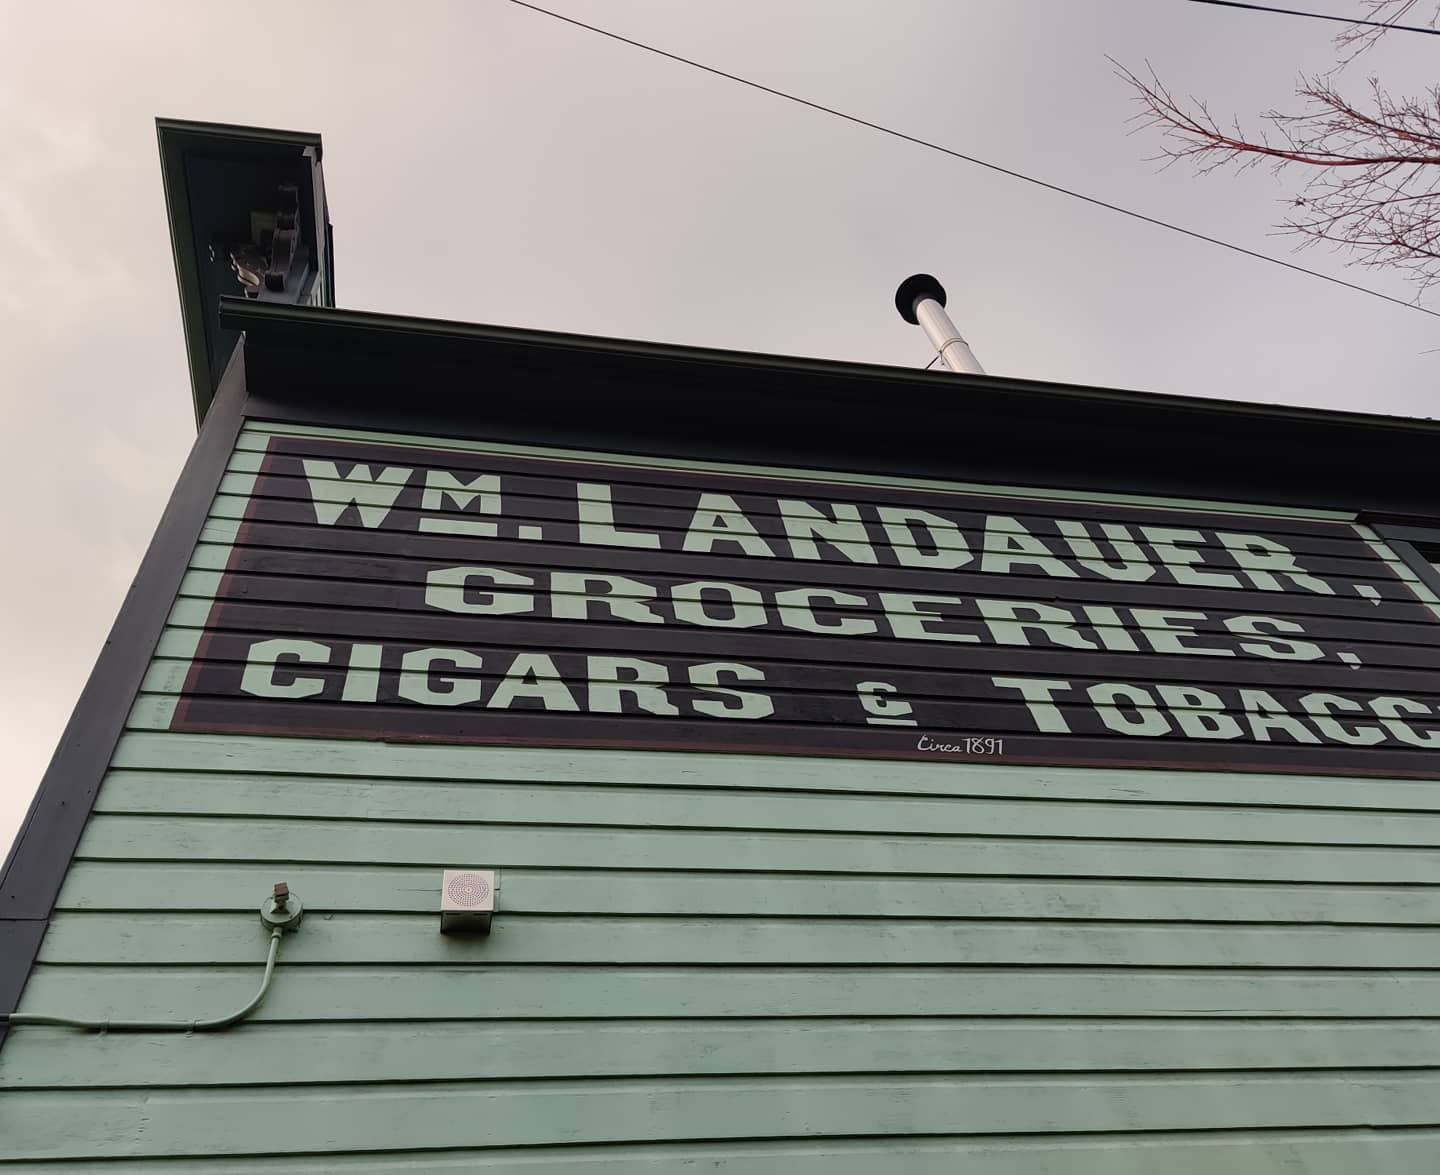 WM. LANDAUER,
GROCERIES,
CIGARS & TOBACC
Circa 1891